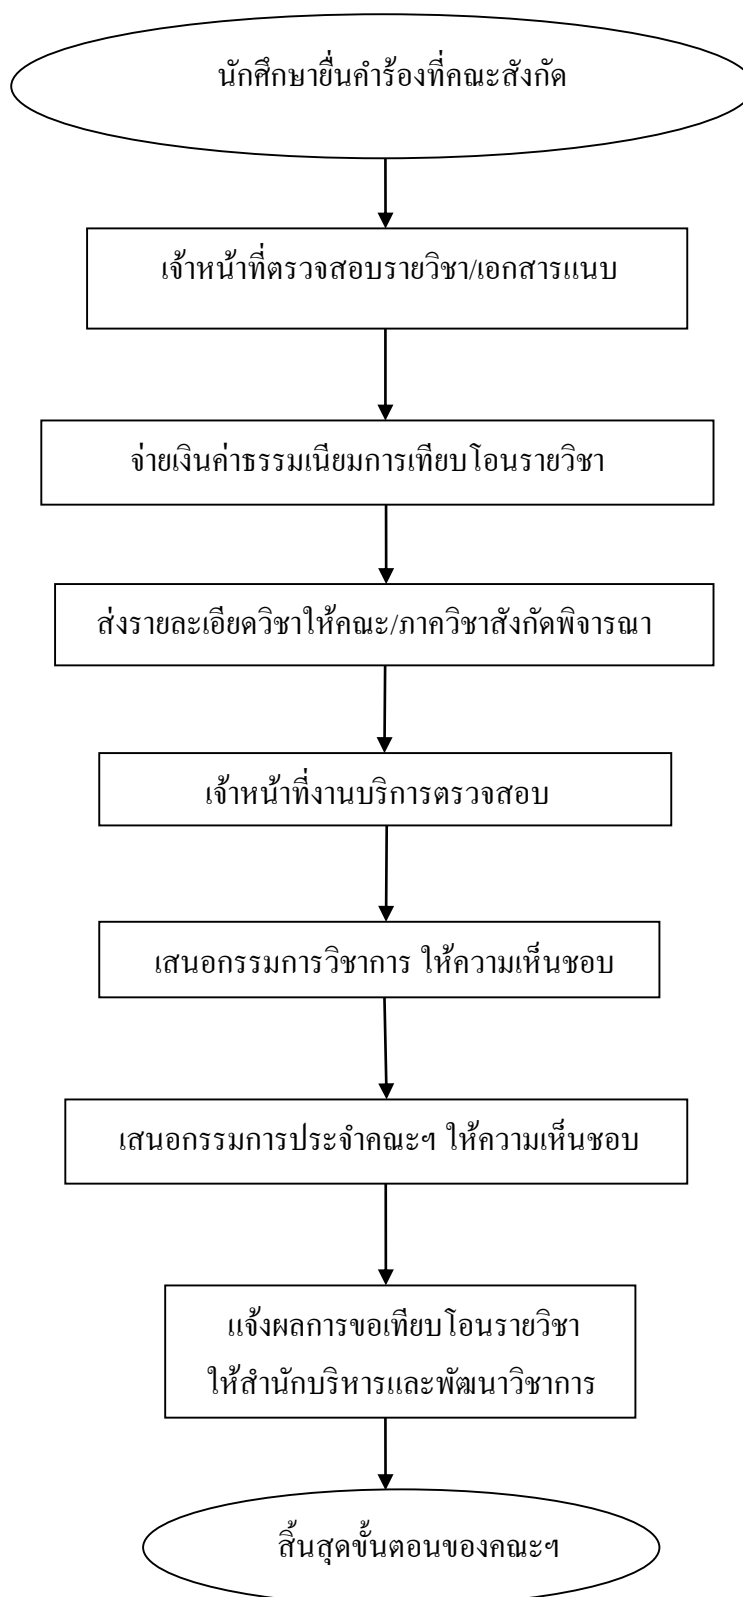 นักศึกษายื่นคำร้องที่คณะสังกัด
เจ้าหน้าที่ตรวจสอบรายวิชา/เอกสารแนบ
จ่ายเงินค่าธรรมเนียมการเทียบโอนรายวิชา
ส่งรายละเอียดวิชาให้คณะ/ภาควิชาสังกัดพิจารณา
เจ้าหน้าที่งานบริการตรวจสอบ
เสนอกรรมการวิชาการ ให้ความเห็นชอบ
เสนอกรรมการประจำคณะฯ ให้ความเห็นชอบ
แจ้งผลการขอเทียบโอนรายวิชา
ให้สำนักบริหารและพัฒนาวิชาการ
สิ้นสุดขั้นตอนของคณะฯ